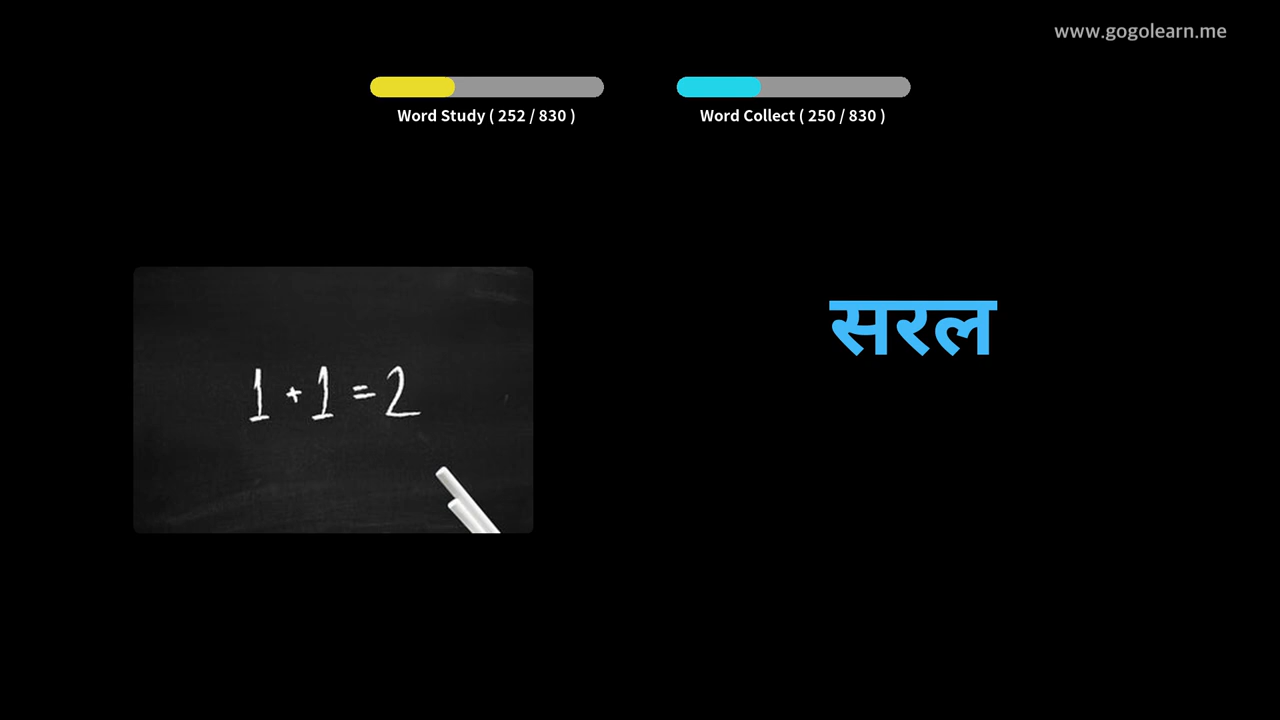 www.gogolearn.me
Word Study ( 252 / 830 )
Word Collect ( 250 / 830 )
सरल
1 + 1 = 2